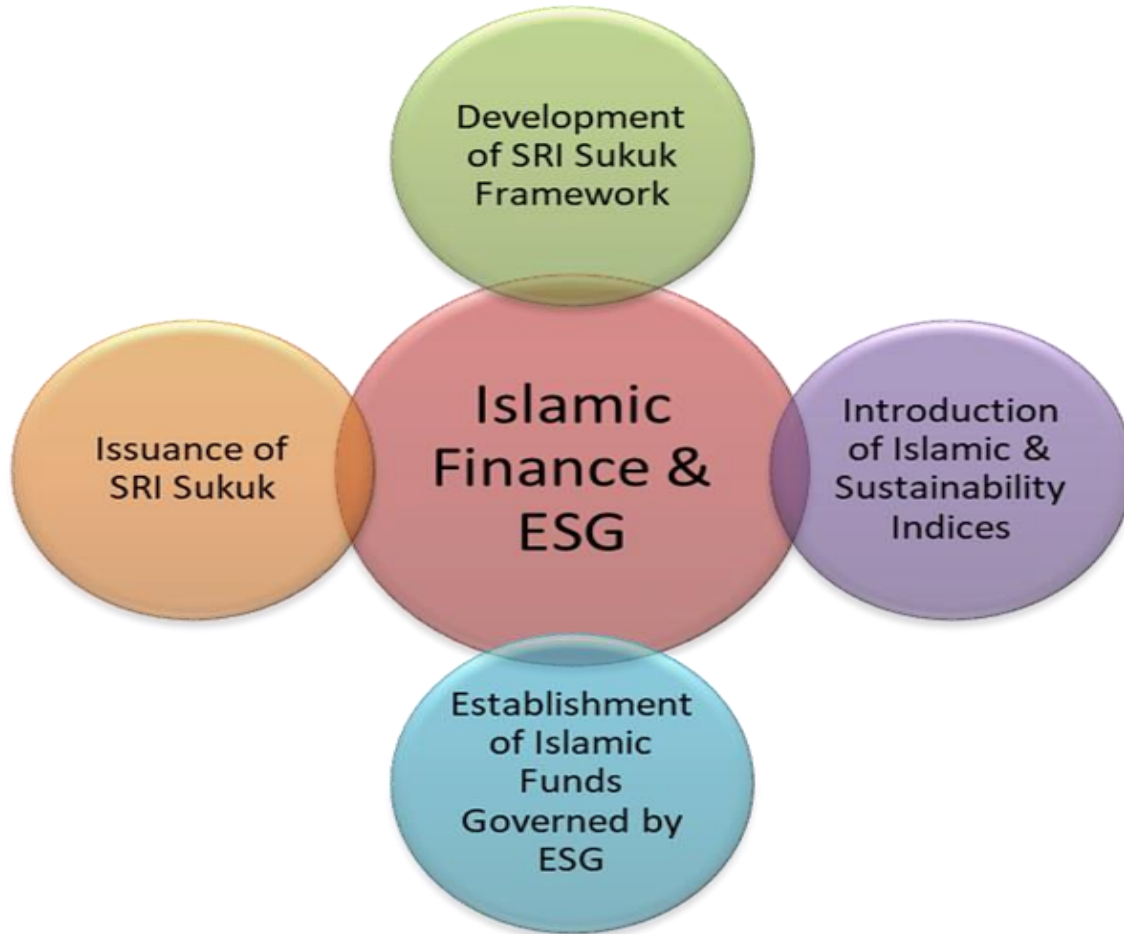 Development
of SRI Sukuk
Framework
Issuance of
SRI Sukuk
Islamic
Finance &
ESG
Introduction
of Islamic &
Sustainability
Indices
Establishment
of Islamic
Funds
Governed by
ESG